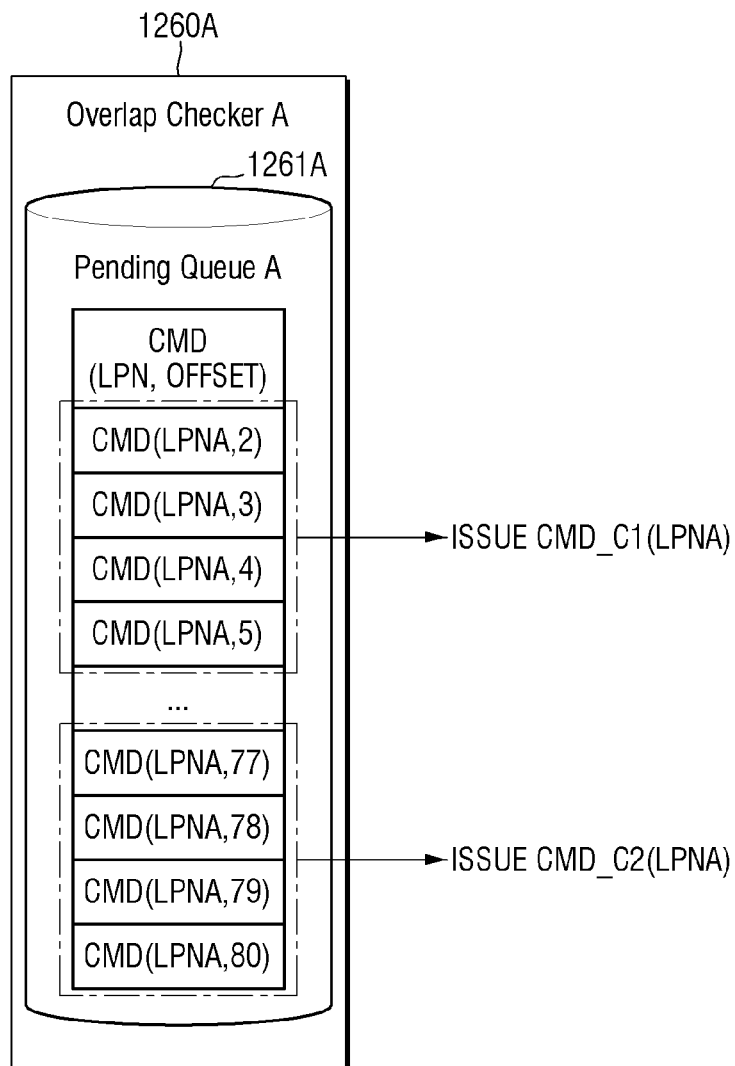 1260A
Overlap Checker A
1261A
Pending Queue A
CMD
(LPN, OFFSET)
CMD(LPNA,2)
CMD(LPNA,3)
CMD(LPNA,4)
CMD(LPNA,5)
ISSUE CMD_C1(LPNA)
...
CMD(LPNA,77)
CMD(LPNA,78)
CMD(LPNA,79)
CMD(LPNA,80)
ISSUE CMD_C2(LPNA)